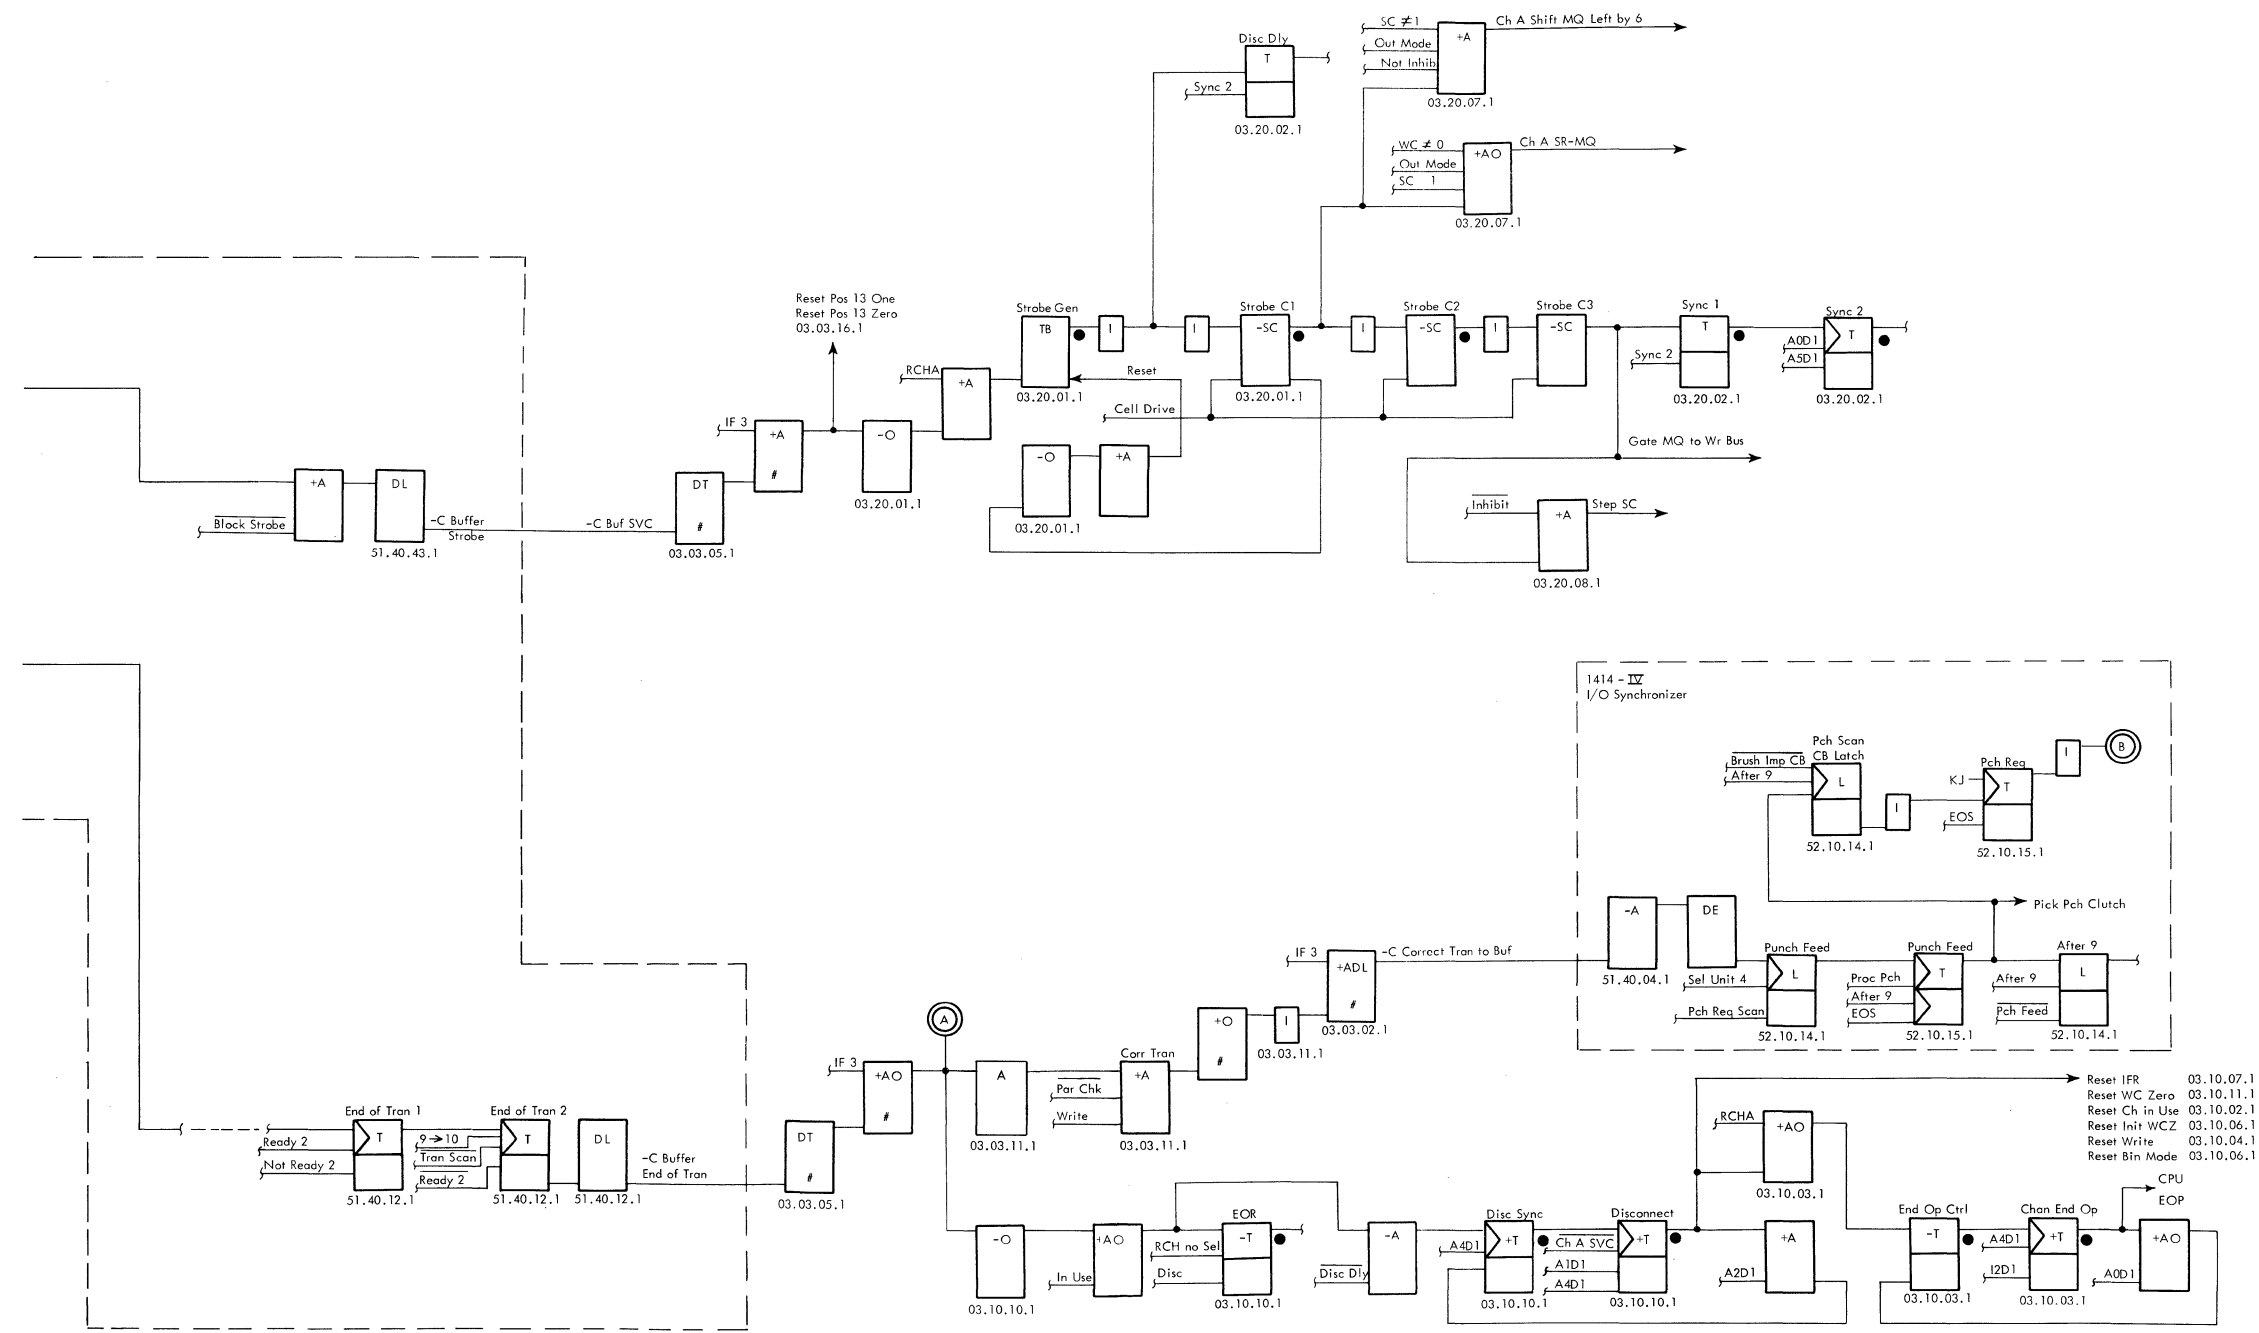 SC ≠ 1
Out Mode
Not Inhib
+A
03.20.07.1
Ch A Shift MQ Left by 6
Disc Dly
T
Sync 2
03.20.02.1
WC ≠ 0
Out Mode
SC 1
+AO
03.20.07.1
Ch A SR-MQ
Reset Pos 13 One
Reset Pos 13 Zero
03.03.16.1
Strobe Gen
TB
03.20.01.1
I
I
Strobe C1
-SC
03.20.01.1
I
Strobe C2
-SC
I
Strobe C3
-SC
Sync 1
T
Sync 2
03.20.02.1
Sync 2
T
A0D1
A5D1
03.20.02.1
RCHA
+A
Reset
Cell Drive
IF 3
+A
#
-O
03.20.01.1
-O
03.20.01.1
+A
Gate MQ to Wr Bus
Inhibit
+A
Step SC
03.20.08.1
+A
Block Strobe
DL
51.40.43.1
-C Buffer
Strobe
-C Buf SVC
DT
#
03.03.05.1
1414 - IV
I/O Synchronizer
Pch Scan
CB Latch
Brush Imp CB
After 9
L
52.10.14.1
I
Pch Req
KJ
T
EOS
52.10.15.1
I
B
Pick Pch Clutch
-A
51.40.04.1
DE
Punch Feed
L
Sel Unit 4
Pch Req Scan
52.10.14.1
Punch Feed
T
Proc Pch
After 9
EOS
52.10.15.1
After 9
L
After 9
Pch Feed
52.10.14.1
IF 3
+ADL
#
03.03.02.1
-C Correct Tran to Buf
A
IF 3
+AO
#
A
03.03.11.1
Corr Tran
+A
Par Chk
Write
03.03.11.1
+O
#
I
03.03.11.1
End of Tran 1
T
Ready 2
Not Ready 2
51.40.12.1
End of Tran 2
9→10
Tran Scan
Ready 2
T
51.40.12.1
DL
51.40.12.1
-C Buffer
End of Tran
DT
#
03.03.05.1
Reset IFR 03.10.07.1
Reset WC Zero 03.10.11.1
Reset Ch in Use 03.10.02.1
Reset Init WCZ 03.10.06.1
Reset Write 03.10.04.1
Reset Bin Mode 03.10.06.1
RCHA
+AO
03.10.03.1
CPU
EOP
-O
03.10.10.1
+AO
In Use
EOR
-T
RCH no Sel
Disc
03.10.10.1
-A
Disc Dly
Disc Sync
+T
A4D1
03.10.10.1
Disconnect
+T
Ch A SVC
A1D1
A4D1
03.10.10.1
+A
A2D1
End Op Ctrl
-T
03.10.03.1
Chan End Op
+T
A4D1
I2D1
03.10.03.1
+AO
A0D1